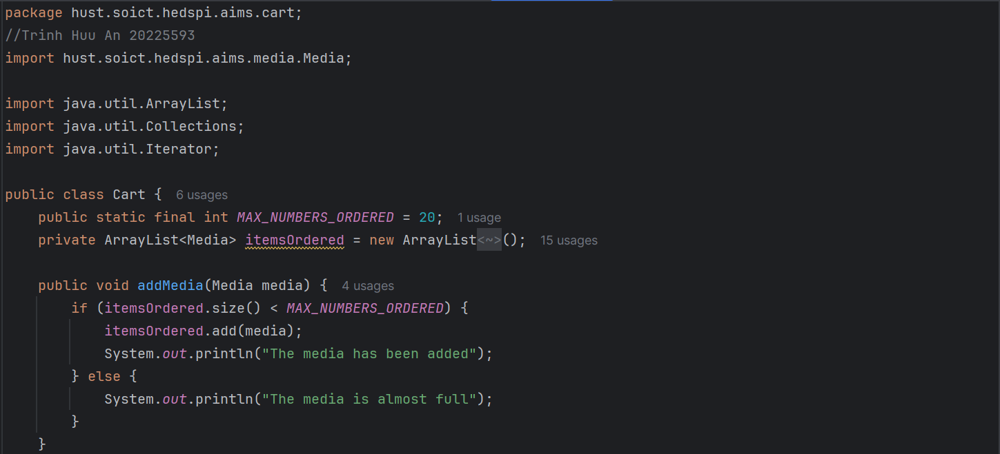 package hust.soict.hedspi.aims.cart;
//Trinh Huu An 20225593
import hust.soict.hedspi.aims.media.Media;
import java.util.ArrayList;
import java.util.Collections;
import java.util.Iterator;
public class Cart { 6 usages
public static final int MAX_NUMBERS_ORDERED = 20; 1 usage
private ArrayList<Media> itemsOrdered = new ArrayList<~>(); 15 usages
public void addMedia(Media media) { 4 usages
if (itemsOrdered.size() < MAX_NUMBERS_ORDERED) {
itemsOrdered.add(media);
System.out.println("The media has been added");
} else {
System.out.println("The media is almost full");
}
}